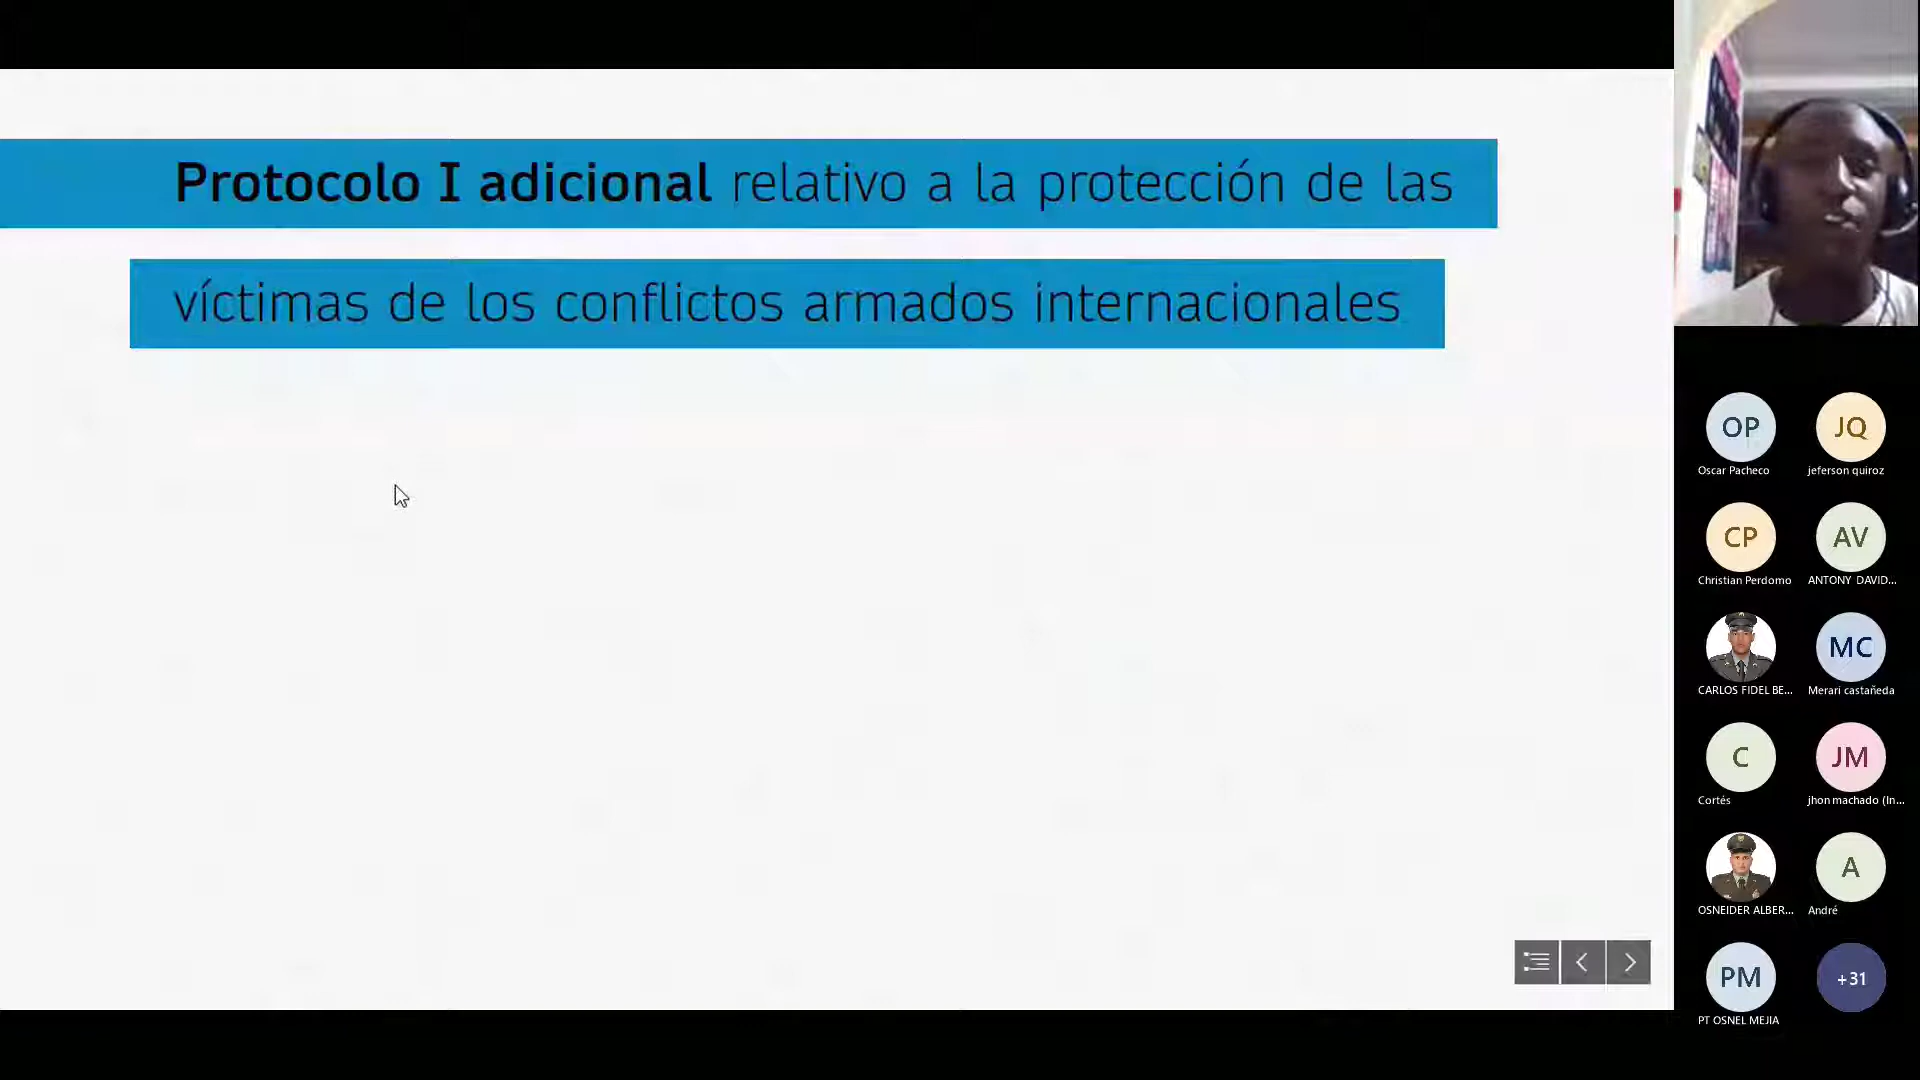 Protocolo I adicional relativo a la protección de las
víctimas de los conflictos armados internacionales
OP
JQ
Oscar Pacheco
jeferson quiroz
CP
AV
Christian Perdomo
ANTONY DAVID...
MC
CARLOS FIDEL BE...
Merari castañeda
C
JM
Cortés
jhon machado (In...
A
OSNEIDER ALBER...
André
PM
+31
PT OSNEL MEJIA